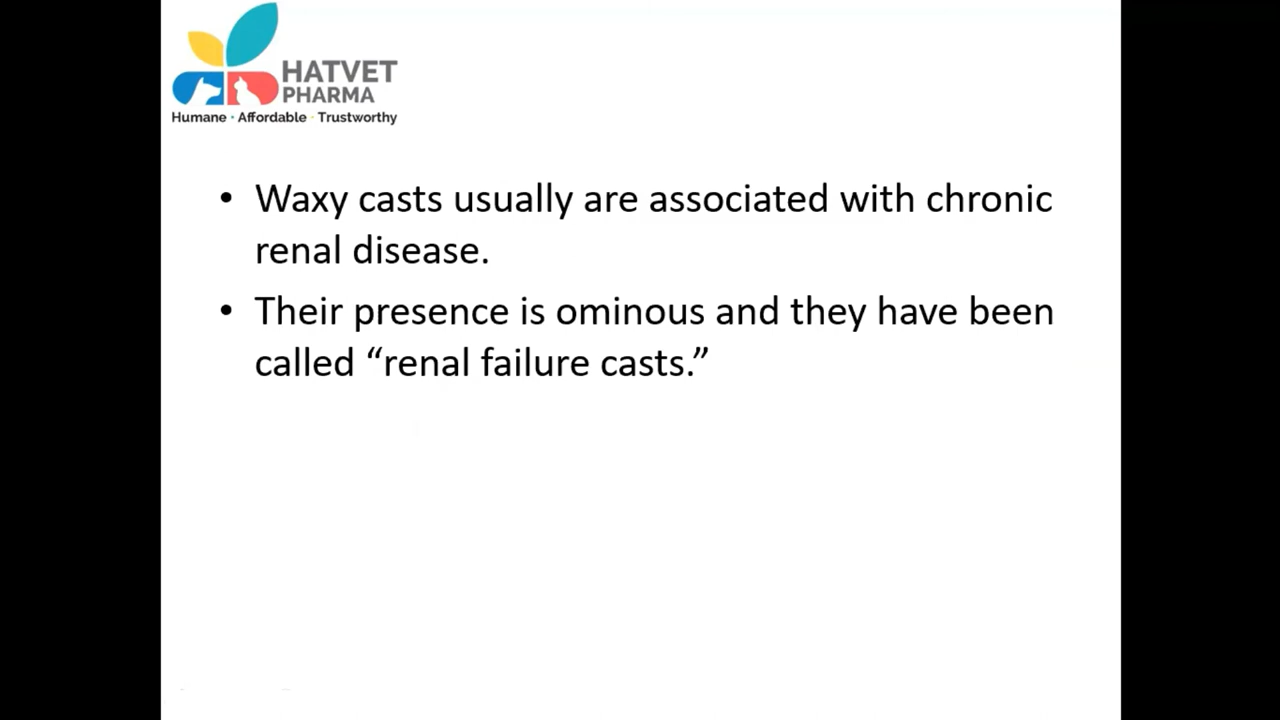 HATVET
PHARMA
Humane · Affordable · Trustworthy
• Waxy casts usually are associated with chronic
renal disease.
• Their presence is ominous and they have been
called “renal failure casts.”